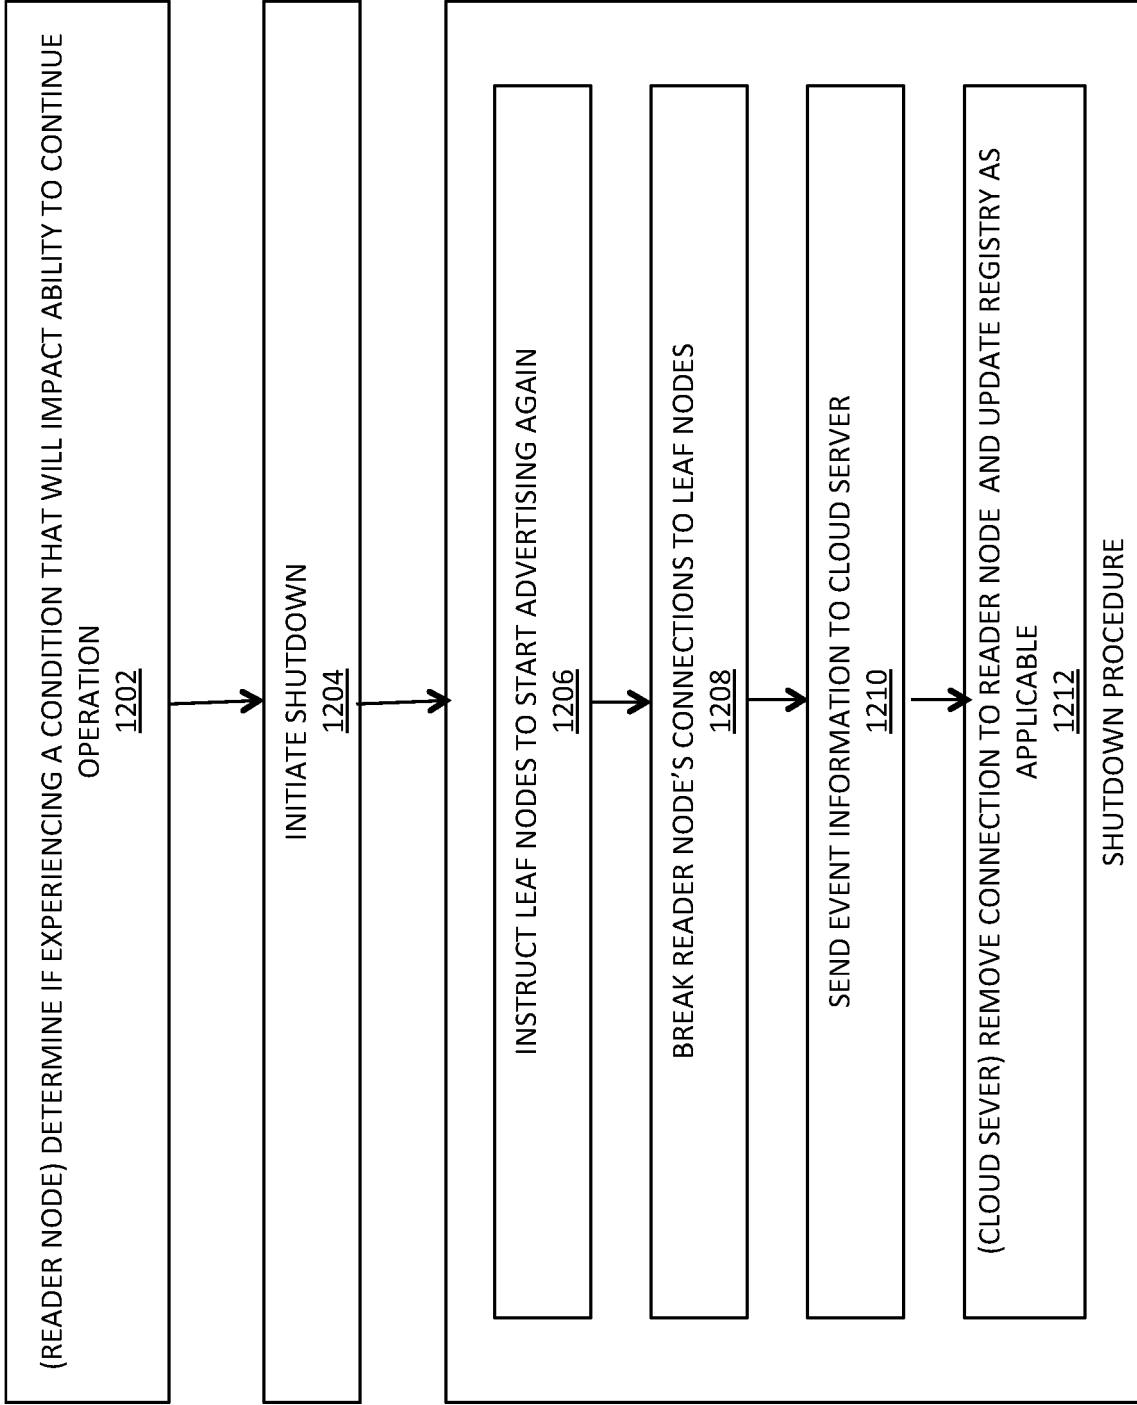 (READER NODE) DETERMINE IF EXPERIENCING A CONDITION THAT WILL IMPACT ABILITY TO CONTINUE
OPERATION
1202
INITIATE SHUTDOWN
1204
INSTRUCT LEAF NODES TO START ADVERTISING AGAIN
1206
BREAK READER NODE'S CONNECTIONS TO LEAF NODES
1208
SEND EVENT INFORMATION TO CLOUD SERVER
1210
(CLOUD SEVER) REMOVE CONNECTION TO READER NODE AND UPDATE REGISTRY AS
APPLICABLE
1212
SHUTDOWN PROCEDURE